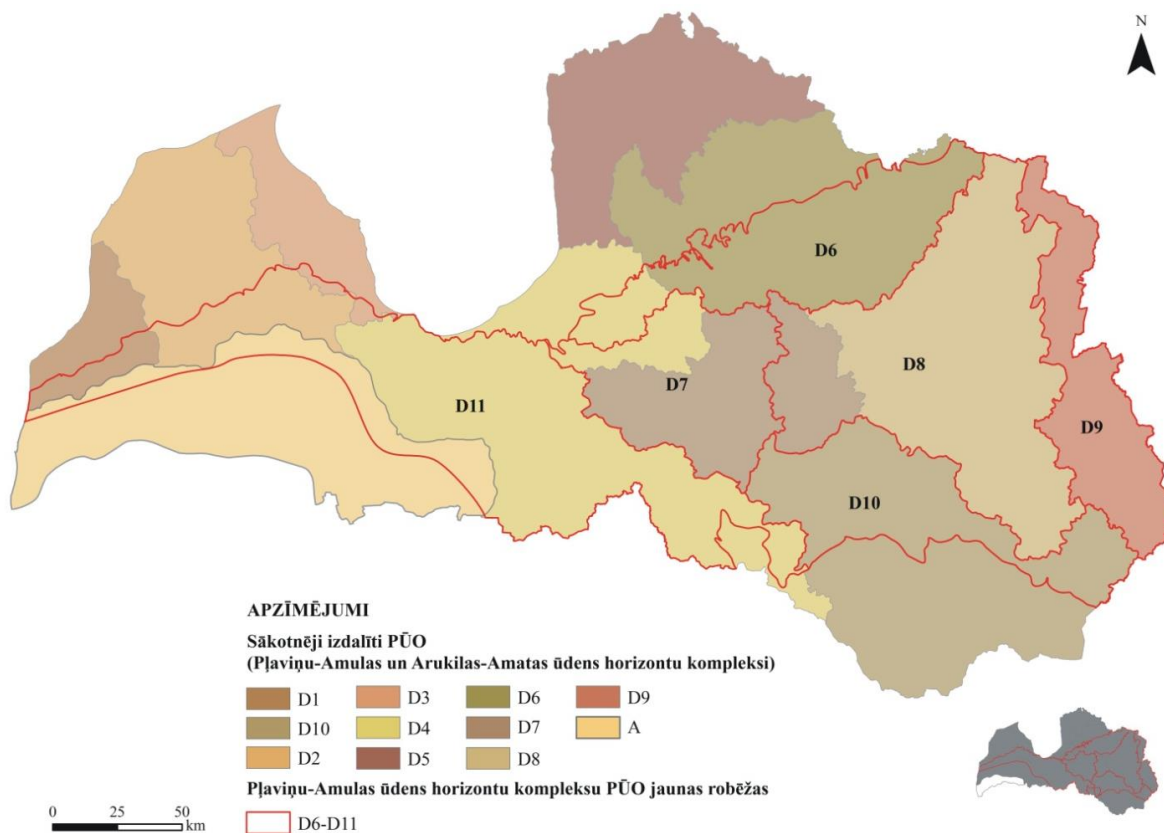 N
D6
D8
D7
D11
D9
D10
APZĪMĒJUMI
Sākotnēji izdalīti PŪO
(Pļaviņu-Amulas un Arukilas-Amatas ūdens horizontu kompleksi)
D1 D3 D6 D9
D10 D4 D7 A
D2 D5 D8
Pļaviņu-Amulas ūdens horizontu kompleksu PŪO jaunas robežas
D6-D11
0 25 50
km